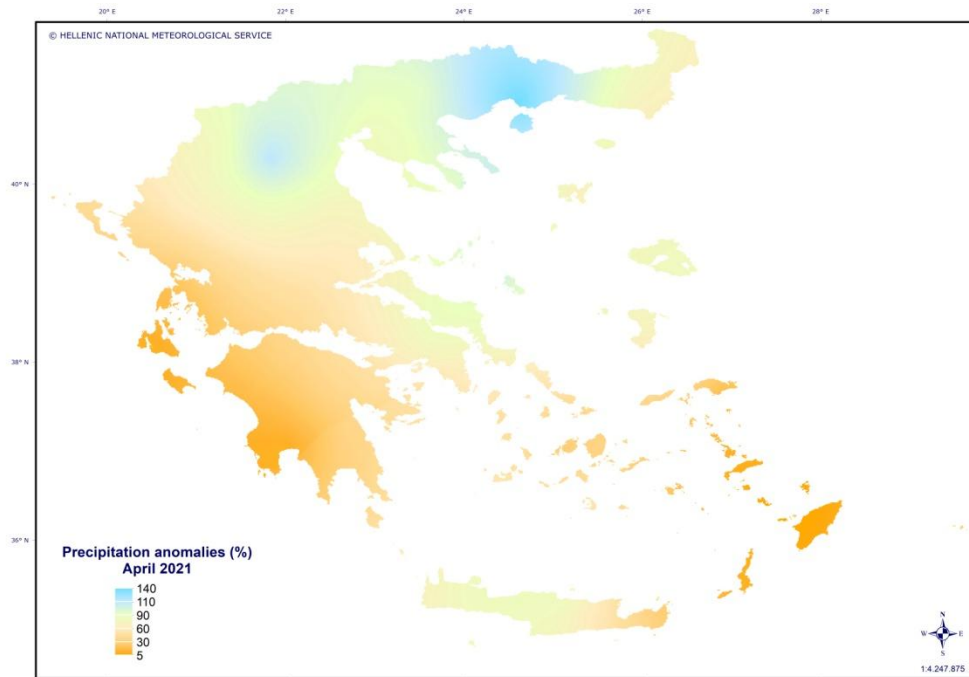 20° E 22° E 24° E 26° E 28° E
© HELLENIC NATIONAL METEOROLOGICAL SERVICE
40° N
38° N
36° N
Precipitation anomalies (%)
April 2021
140
110
90
60
30
5
N
W E
S
1:4.247.875